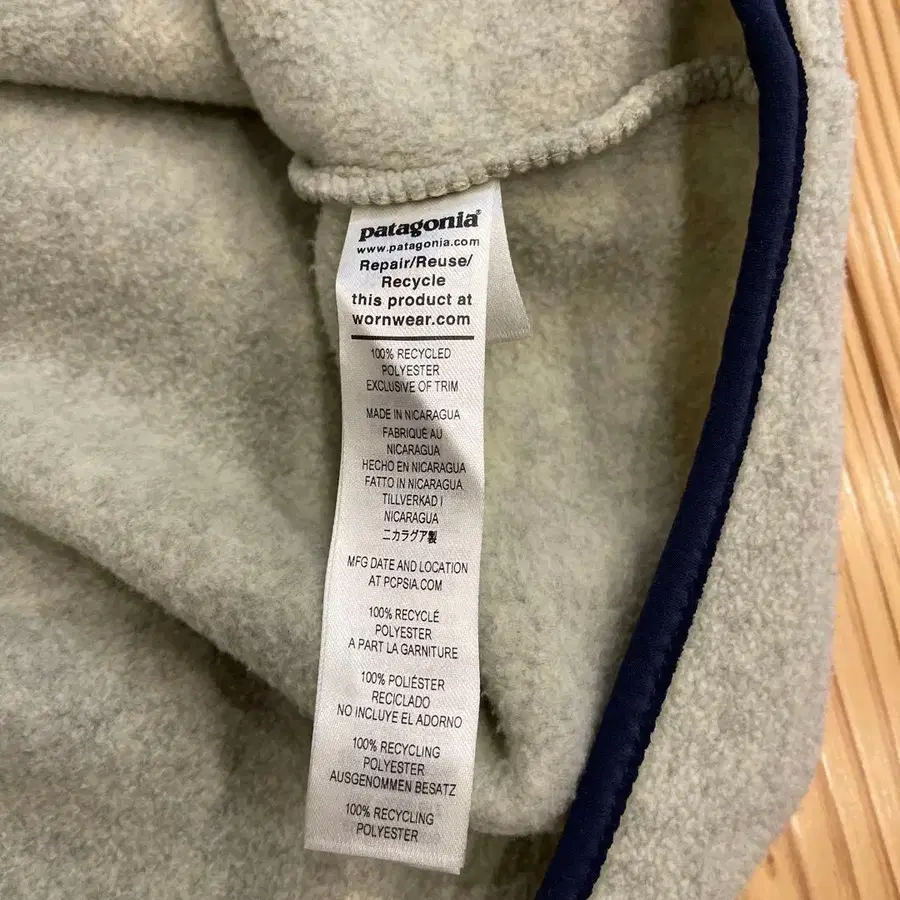 patagonia®
www.patagonia.com
Repair/Reuse/
Recycle
this product at
wornwear.com
100% RECYCLED
POLYESTER
EXCLUSIVE OF TRIM
MADE IN NICARAGUA
FABRIQUÉ AU
NICARAGUA
HECHO EN NICARAGUA
FATTO IN NICARAGUA
TILLVERKAD I
NICARAGUA
ニカラグア製
MFG DATE AND LOCATION
AT PCPSIA.COM
100% RECYCLÉ
POLYESTER
A PART LA GARNITURE
100% POLIÉSTER
RECICLADO
NO INCLUYE EL ADORNO
100% RECYCLING
POLYESTER
AUSGENOMMEN BESATZ
100% RECYCLING
POLYESTER